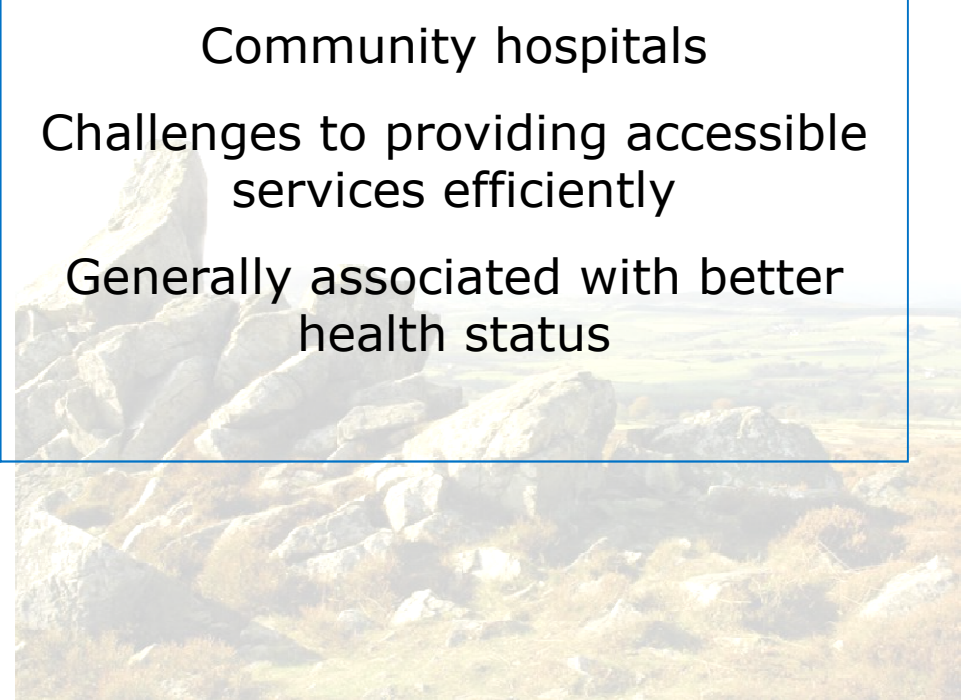 Community hospitals
Challenges to providing accessible
services efficiently
Generally associated with better
health status